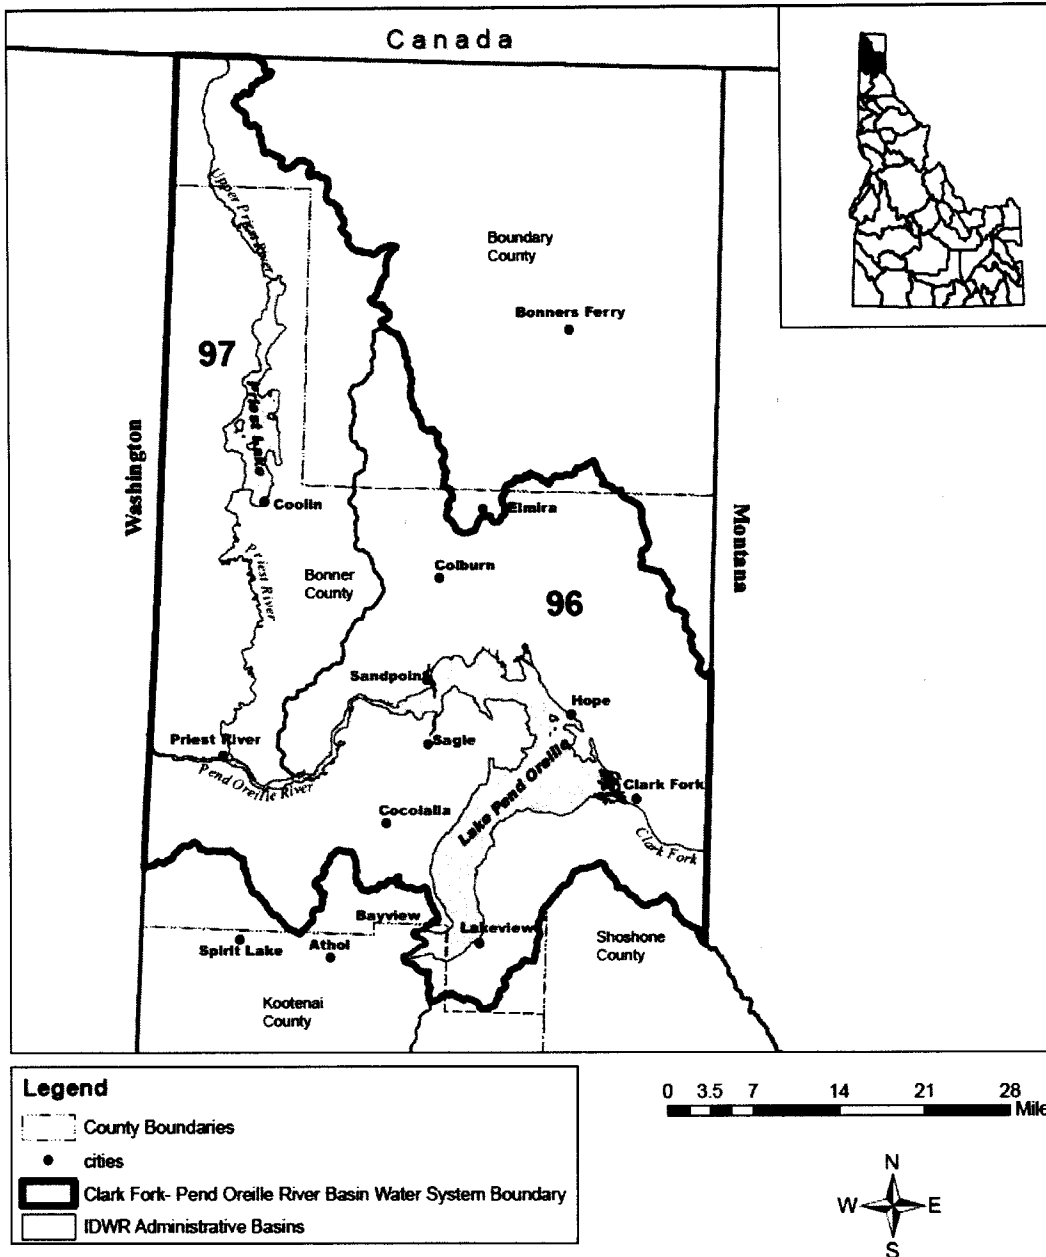 Canada
Upper Priest River
Boundary
County
Bonners Ferry
97
Priest Lake
Washington
Montana
Coolin
Elmira
Priest River
Bonner
County
Colburn
96
Sandpoint
Hope
Priest River
Sagle
Pend Oreille River
Lake Pend Oreille
Clark Fork
Cocolalla
Clark Fork
Bayview
Lakeview
Spirit Lake
Athol
Shoshone
County
Kootenai
County
Legend
County Boundaries
cities
Clark Fork- Pend Oreille River Basin Water System Boundary
IDWR Administrative Basins
0 3.5 7 14 21 28
Mile
N
W E
S